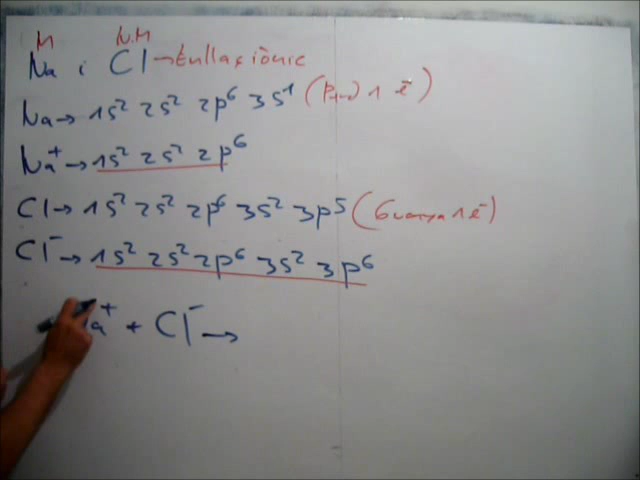 M N.M
Na i Cl → Enllaç iònic
Na → 1s² 2s² 2p⁶ 3s¹ (Perd 1 e⁻)
Na⁺ → 1s² 2s² 2p⁶
Cl → 1s² 2s² 2p⁶ 3s² 3p⁵ (Guanya 1 e⁻)
Cl⁻ → 1s² 2s² 2p⁶ 3s² 3p⁶
Na⁺ + Cl⁻ →